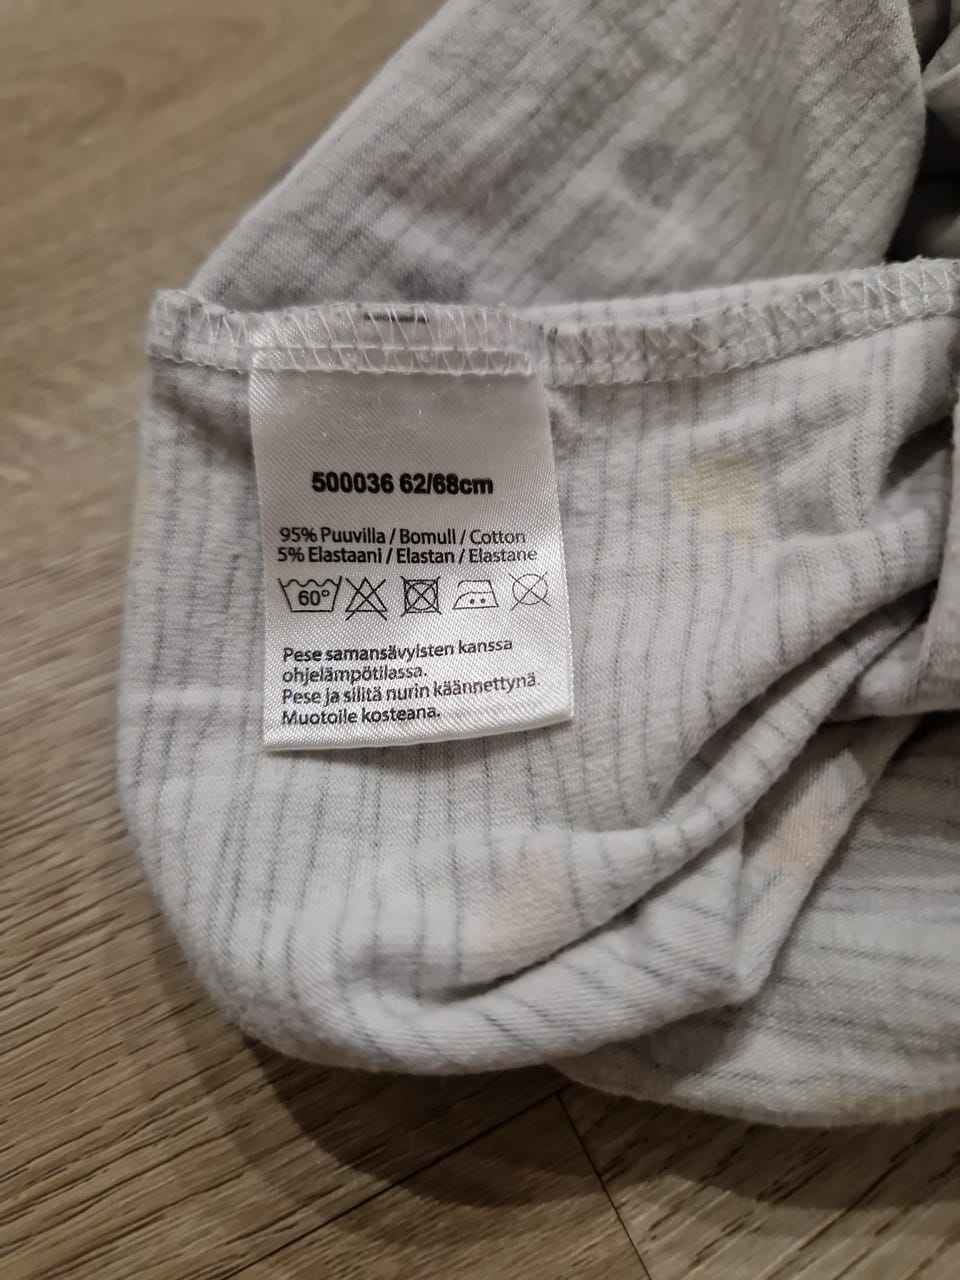 500036 62/68cm
95% Puuvilla / Bomull / Cotton
5% Elastaani / Elastan / Elastane
60°
Pese samansävyisten kanssa
ohjelämpötilassa.
Pese ja silitä nurin käännettynä.
Muotoile kosteana.